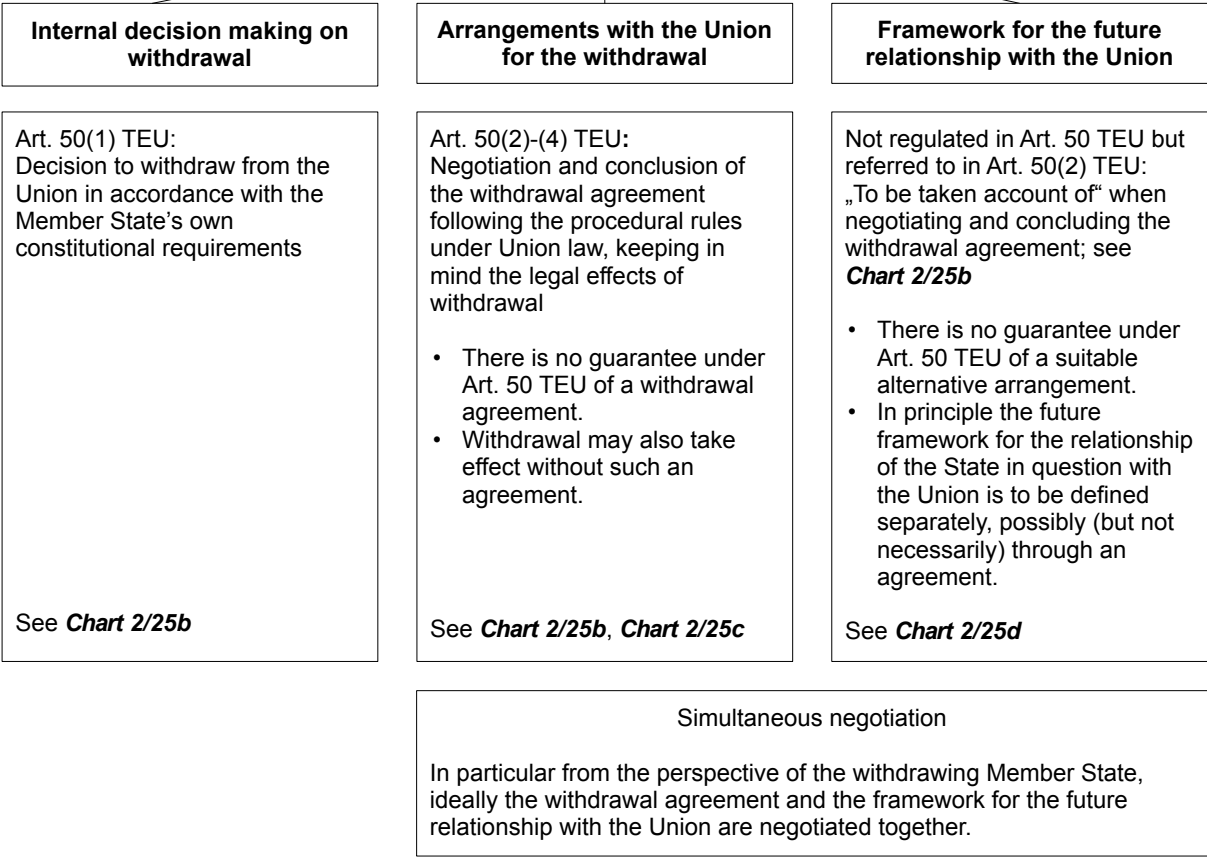 Internal decision making on
withdrawal
Arrangements with the Union
for the withdrawal
Framework for the future
relationship with the Union
Art. 50(1) TEU:
Decision to withdraw from the
Union in accordance with the
Member State’s own
constitutional requirements
See Chart 2/25b
Art. 50(2)-(4) TEU:
Negotiation and conclusion of
the withdrawal agreement
following the procedural rules
under Union law, keeping in
mind the legal effects of
withdrawal
• There is no guarantee under
Art. 50 TEU of a withdrawal
agreement.
• Withdrawal may also take
effect without such an
agreement.
See Chart 2/25b, Chart 2/25c
Not regulated in Art. 50 TEU but
referred to in Art. 50(2) TEU:
„To be taken account of“ when
negotiating and concluding the
withdrawal agreement; see
Chart 2/25b
• There is no guarantee under
Art. 50 TEU of a suitable
alternative arrangement.
• In principle the future
framework for the relationship
of the State in question with
the Union is to be defined
separately, possibly (but not
necessarily) through an
agreement.
See Chart 2/25d
Simultaneous negotiation
In particular from the perspective of the withdrawing Member State,
ideally the withdrawal agreement and the framework for the future
relationship with the Union are negotiated together.